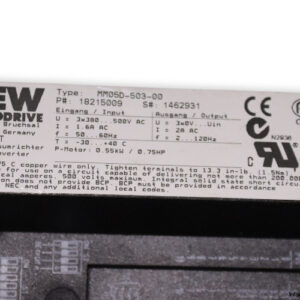 EW
ODRIVE
Bruchsal
Germany
Type: MM05D-503-00
P#: 18215009 S#: 1462931
Eingang / Input Ausgang / Output
U : 3x380...500V AC U : 3x0V...Uin
I : 1.6A AC I : 2A AC
f : 50...60Hz f : 2...120Hz
T : -30...+40 C
P-Motor : 0.55kW / 0.75HP
N2936
umrichter
verter
75 C copper wire only. Tighten terminals to 13.3 in-lb. (1.5Nm)
for use on a circuit capable of delivering not more than 200.000
al amperes, 500 volts maximum. Integral solid state short circuit
on does not provide BCP. BCP must be provided in accordance
NEC and any additional local codes.